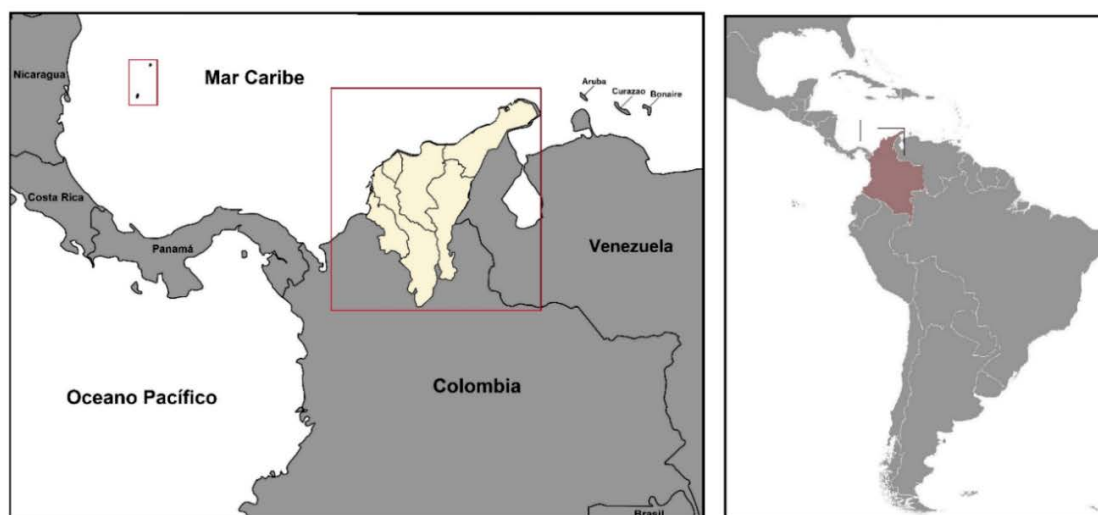 Nicaragua
Mar Caribe
Aruba
Curazao
Bonaire
Costa Rica
Panamá
Venezuela
Oceano Pacífico
Colombia
Brasil